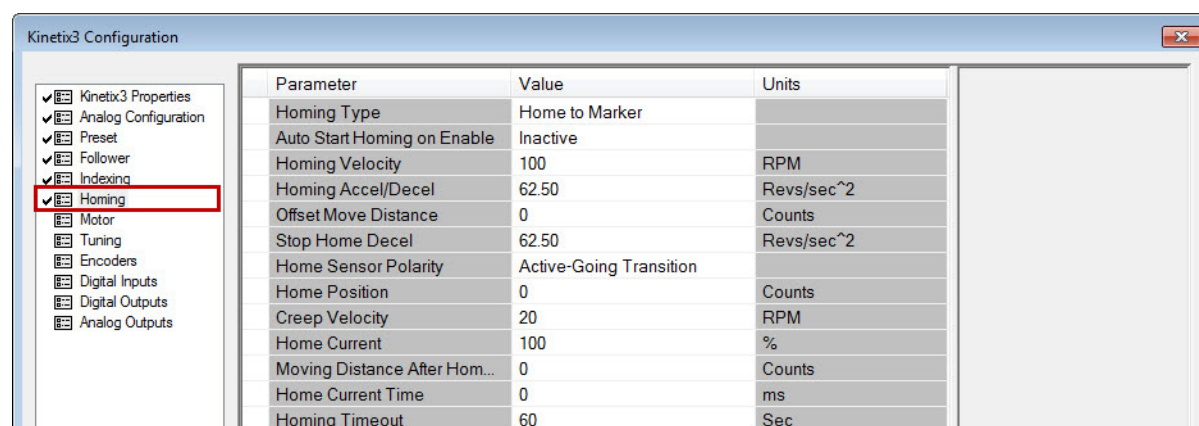 Kinetix3 Configuration
Kinetix3 Properties
Analog Configuration
Preset
Follower
Indexing
Homing
Motor
Tuning
Encoders
Digital Inputs
Digital Outputs
Analog Outputs
Parameter Value Units
Homing Type Home to Marker
Auto Start Homing on Enable Inactive
Homing Velocity 100 RPM
Homing Accel/Decel 62.50 Revs/sec^2
Offset Move Distance 0 Counts
Stop Home Decel 62.50 Revs/sec^2
Home Sensor Polarity Active-Going Transition
Home Position 0 Counts
Creep Velocity 20 RPM
Home Current 100 %
Moving Distance After Hom... 0 Counts
Home Current Time 0 ms
Homing Timeout 60 Sec